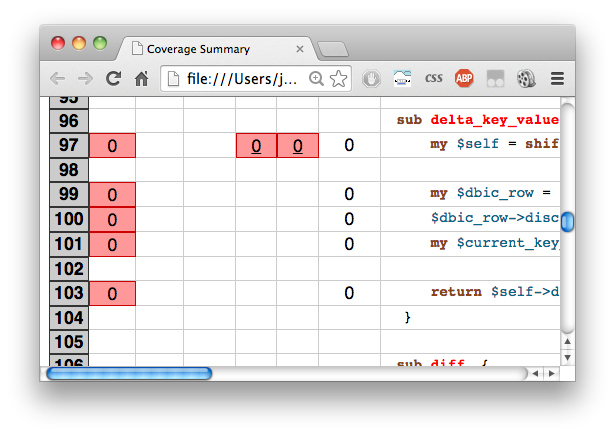 Coverage Summary
file:///Users/j...
CSS
ABP
95
96 sub delta_key_value
97 0 0 0 0 my $self = shif
98
99 0 0 my $dbic_row =
100 0 0 $dbic_row->disc
101 0 0 my $current_key
102
103 0 0 return $self->d
104 }
105
106 sub diff {